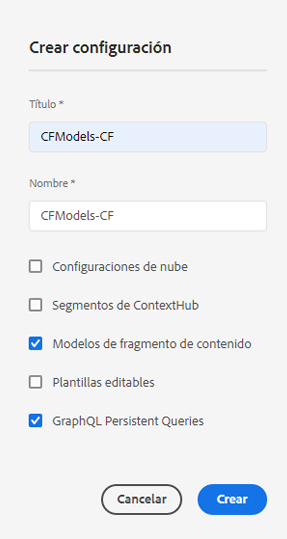 Crear configuración
Título *
CFModels-CF
Nombre *
CFModels-CF
Configuraciones de nube
Segmentos de ContextHub
Modelos de fragmento de contenido
Plantillas editables
GraphQL Persistent Queries
Cancelar
Crear